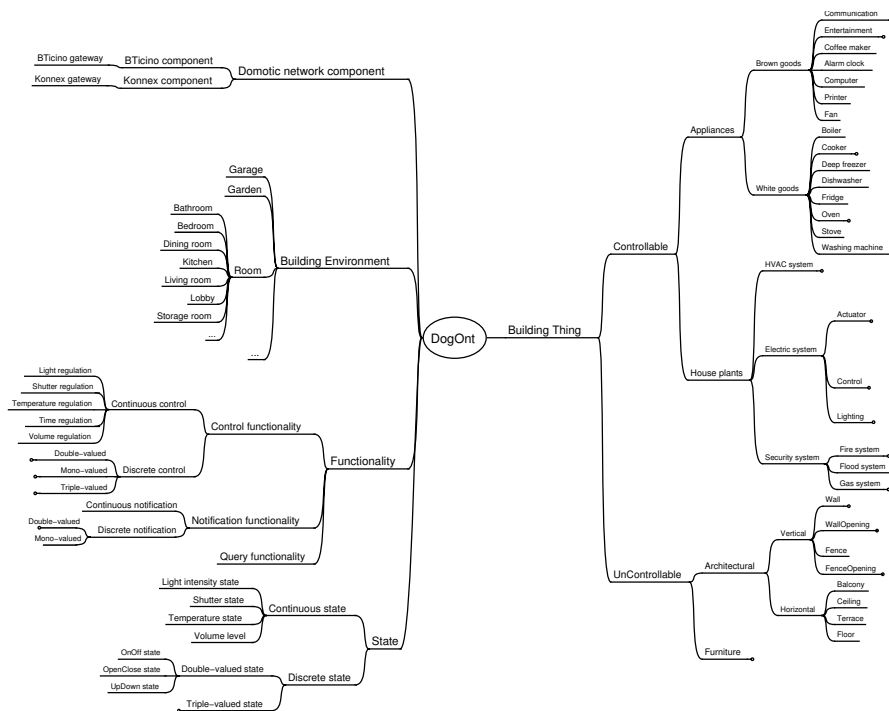 DogOnt
Domotic network component
BTicino component
BTicino gateway
Konnex component
Konnex gateway
Building Environment
Garage
Garden
Room
Bathroom
Bedroom
Dining room
Kitchen
Living room
Lobby
Storage room
...
...
Functionality
Control functionality
Continuous control
Light regulation
Shutter regulation
Temperature regulation
Time regulation
Volume regulation
Discrete control
Double−valued
Mono−valued
Triple−valued
Notification functionality
Continuous notification
Discrete notification
Double−valued
Mono−valued
Query functionality
State
Continuous state
Light intensity state
Shutter state
Temperature state
Volume level
Discrete state
Double−valued state
OnOff state
OpenClose state
UpDown state
Triple−valued state
Building Thing
Controllable
Appliances
Brown goods
Communication
Entertainment
Coffee maker
Alarm clock
Computer
Printer
Fan
White goods
Boiler
Cooker
Deep freezer
Dishwasher
Fridge
Oven
Stove
Washing machine
House plants
HVAC system
Electric system
Actuator
Control
Lighting
Security system
Fire system
Flood system
Gas system
UnControllable
Architectural
Vertical
Wall
WallOpening
Fence
FenceOpening
Horizontal
Balcony
Ceiling
Terrace
Floor
Furniture